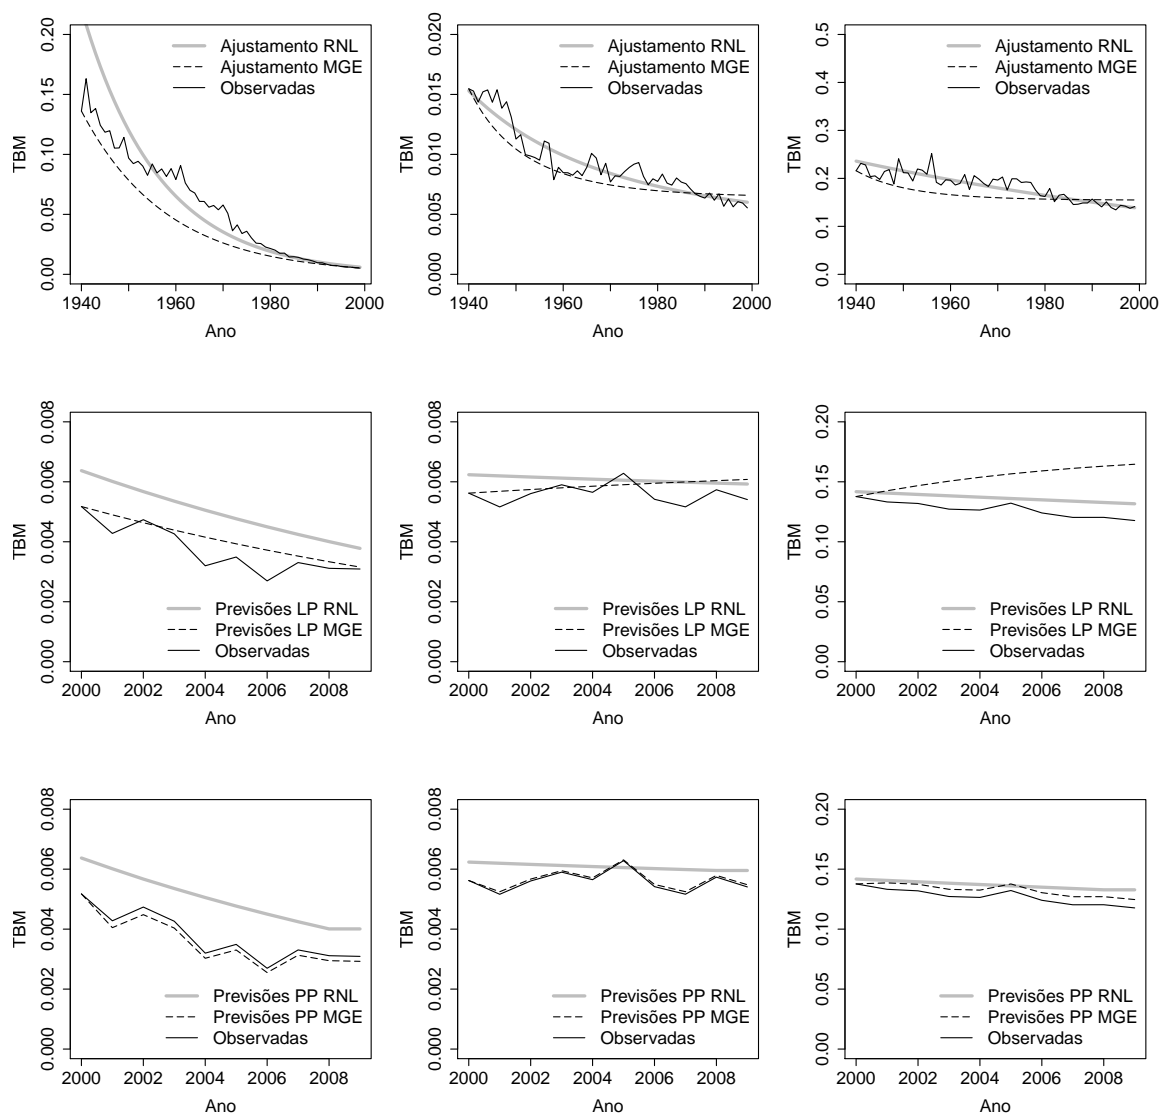 Ajustamento RNL
Ajustamento MGE
Observadas
TBM
0.20
0.15
0.10
0.05
0.00
1940 1960 1980 2000
Ano
Ajustamento RNL
Ajustamento MGE
Observadas
TBM
0.020
0.015
0.010
0.005
0.000
1940 1960 1980 2000
Ano
Ajustamento RNL
Ajustamento MGE
Observadas
TBM
0.5
0.4
0.3
0.2
0.1
0.0
1940 1960 1980 2000
Ano
TBM
0.008
0.006
0.004
0.002
0.000
Previsões LP RNL
Previsões LP MGE
Observadas
2000 2002 2004 2006 2008
Ano
TBM
0.008
0.006
0.004
0.002
0.000
Previsões LP RNL
Previsões LP MGE
Observadas
2000 2002 2004 2006 2008
Ano
TBM
0.20
0.15
0.10
0.05
0.00
Previsões LP RNL
Previsões LP MGE
Observadas
2000 2002 2004 2006 2008
Ano
TBM
0.008
0.006
0.004
0.002
0.000
Previsões PP RNL
Previsões PP MGE
Observadas
2000 2002 2004 2006 2008
Ano
TBM
0.008
0.006
0.004
0.002
0.000
Previsões PP RNL
Previsões PP MGE
Observadas
2000 2002 2004 2006 2008
Ano
TBM
0.20
0.15
0.10
0.05
0.00
Previsões PP RNL
Previsões PP MGE
Observadas
2000 2002 2004 2006 2008
Ano